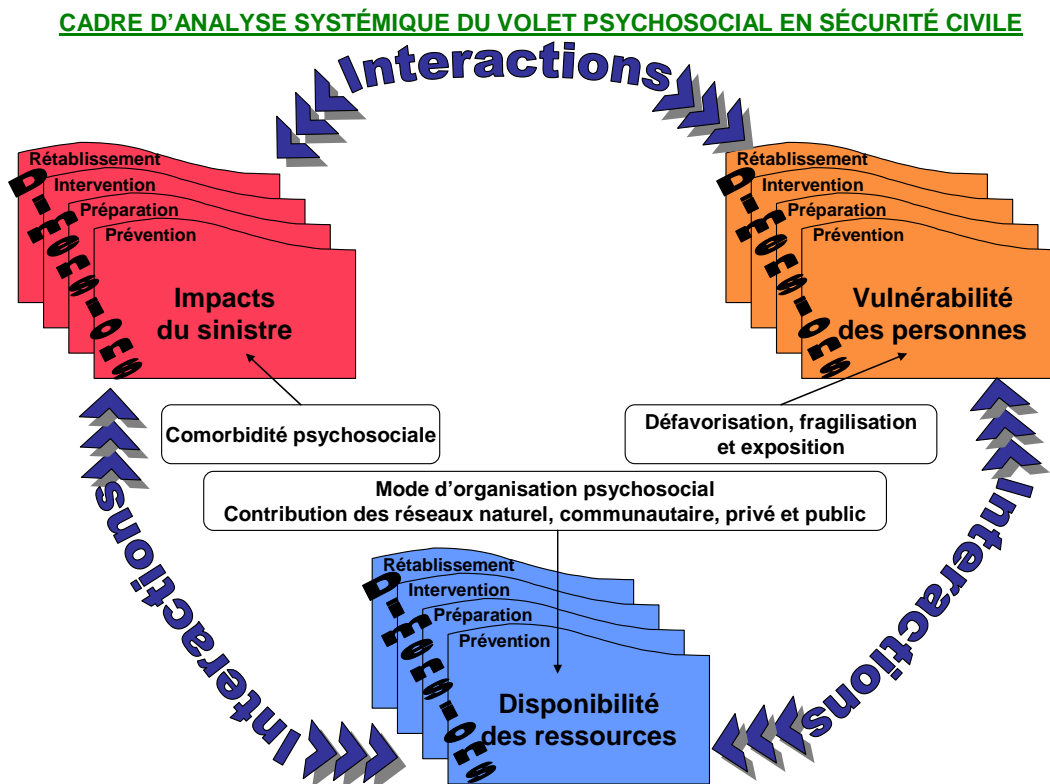 CADRE D'ANALYSE SYSTÉMIQUE DU VOLET PSYCHOSOCIAL EN SÉCURITÉ CIVILE
Interactions
Rétablissement
Intervention
Préparation
Prévention
Dimensions
Impacts
du sinistre
Rétablissement
Intervention
Préparation
Prévention
Dimensions
Vulnérabilité
des personnes
Comorbidité psychosociale
Défavorisation, fragilisation
et exposition
Mode d'organisation psychosocial
Contribution des réseaux naturel, communautaire, privé et public
Interactions
Interactions
Rétablissement
Intervention
Préparation
Prévention
Dimensions
Disponibilité
des ressources